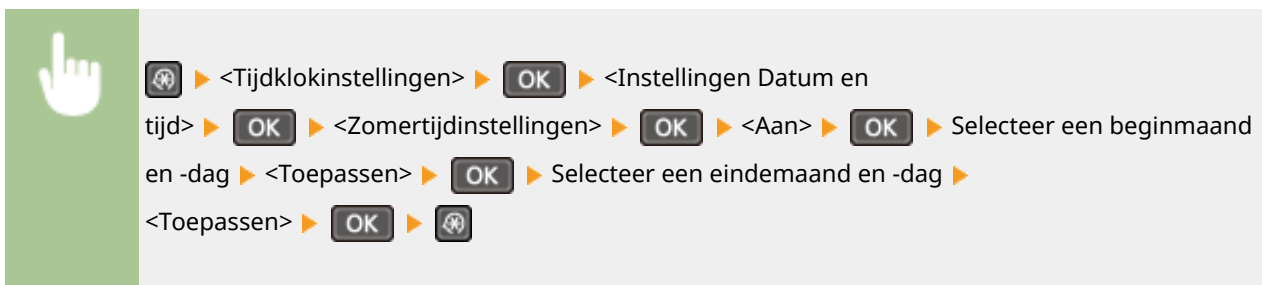 <Tijdklokinstellingen> OK <Instellingen Datum en
tijd> OK <Zomertijdinstellingen> OK <Aan> OK Selecteer een beginmaand
en -dag <Toepassen> OK Selecteer een eindemaand en -dag
<Toepassen> OK